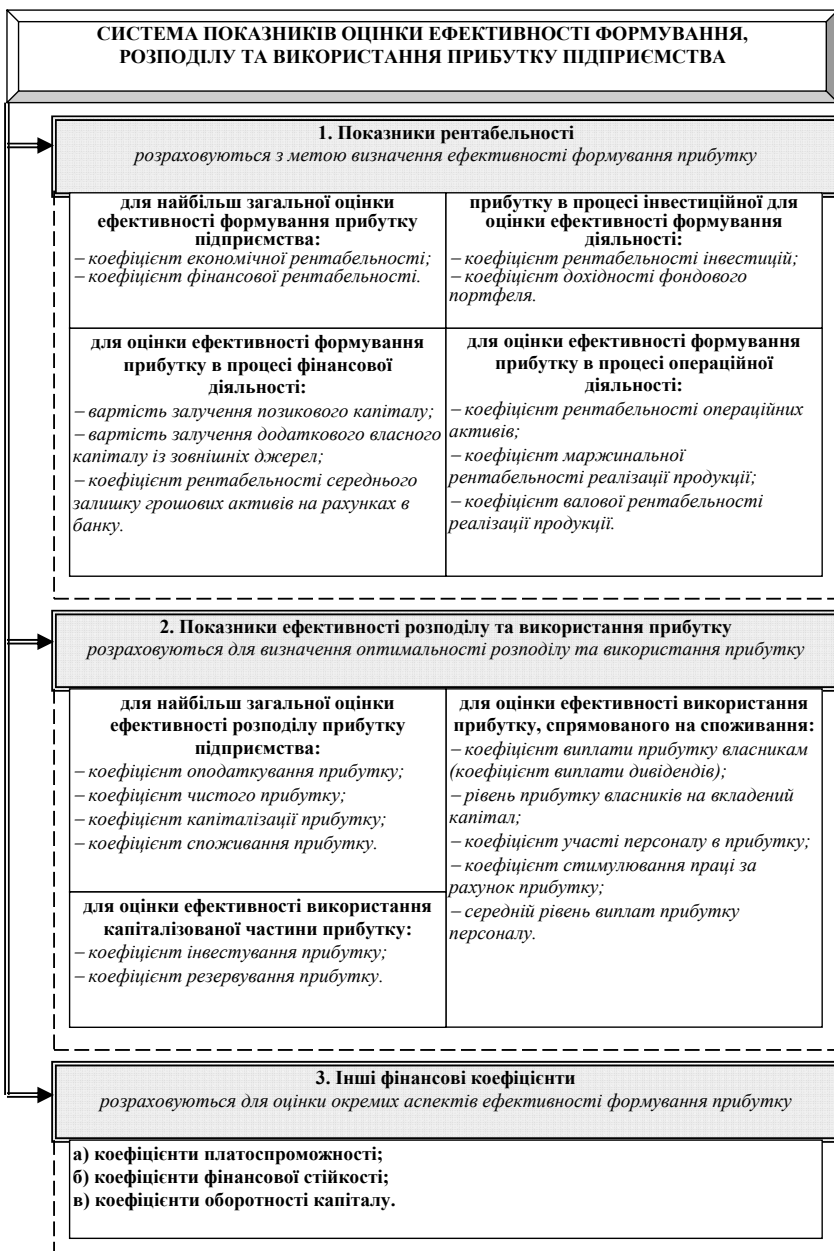 СИСТЕМА ПОКАЗНИКІВ ОЦІНКИ ЕФЕКТИВНОСТІ ФОРМУВАННЯ,
РОЗПОДІЛУ ТА ВИКОРИСТАННЯ ПРИБУТКУ ПІДПРИЄМСТВА
1. Показники рентабельності
розраховуються з метою визначення ефективності формування прибутку
для найбільш загальної оцінки
ефективності формування прибутку
підприємства:
– коефіцієнт економічної рентабельності;
– коефіцієнт фінансової рентабельності.
прибутку в процесі інвестиційної для
оцінки ефективності формування
діяльності:
– коефіцієнт рентабельності інвестицій;
– коефіцієнт дохідності фондового
портфеля.
для оцінки ефективності формування
прибутку в процесі фінансової
діяльності:
– вартість залучення позикового капіталу;
– вартість залучення додаткового власного
капіталу із зовнішніх джерел;
– коефіцієнт рентабельності середнього
залишку грошових активів на рахунках в
банку.
для оцінки ефективності формування
прибутку в процесі операційної
діяльності:
– коефіцієнт рентабельності операційних
активів;
– коефіцієнт маржинальної
рентабельності реалізації продукції;
– коефіцієнт валової рентабельності
реалізації продукції.
2. Показники ефективності розподілу та використання прибутку
розраховуються для визначення оптимальності розподілу та використання прибутку
для найбільш загальної оцінки
ефективності розподілу прибутку
підприємства:
– коефіцієнт оподаткування прибутку;
– коефіцієнт чистого прибутку;
– коефіцієнт капіталізації прибутку;
– коефіцієнт споживання прибутку.
для оцінки ефективності використання
капіталізованої частини прибутку:
– коефіцієнт інвестування прибутку;
– коефіцієнт резервування прибутку.
для оцінки ефективності використання
прибутку, спрямованого на споживання:
– коефіцієнт виплати прибутку власникам
(коефіцієнт виплати дивідендів);
– рівень прибутку власників на вкладений
капітал;
– коефіцієнт участі персоналу в прибутку;
– коефіцієнт стимулювання праці за
рахунок прибутку;
– середній рівень виплат прибутку
персоналу.
3. Інші фінансові коефіцієнти
розраховуються для оцінки окремих аспектів ефективності формування прибутку
а) коефіцієнти платоспроможності;
б) коефіцієнти фінансової стійкості;
в) коефіцієнти оборотності капіталу.